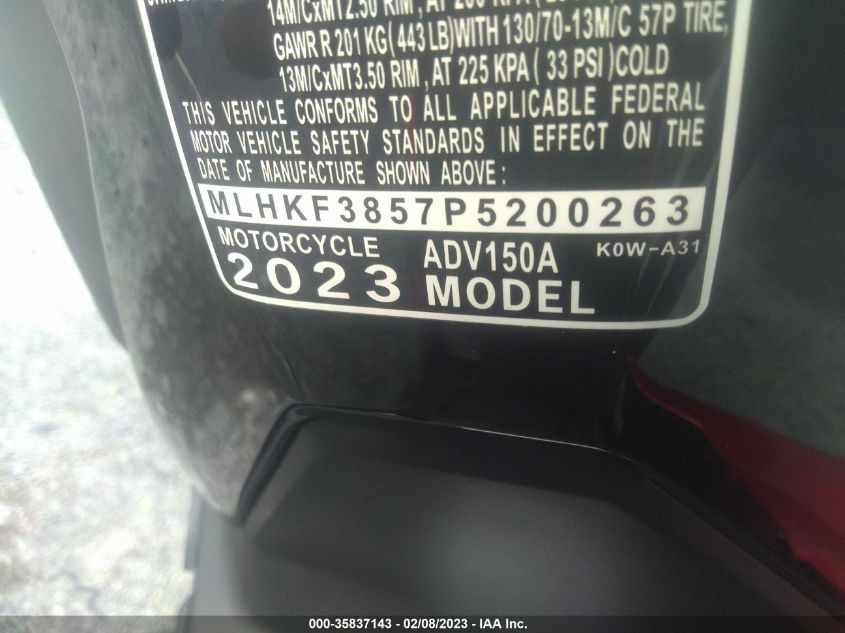 14M/CxMT2.50 RIM , AT 200 KPA (
GAWR R 201 KG( 443 LB)WITH 130/70-13M/C 57P TIRE,
13M/CxMT3.50 RIM , AT 225 KPA ( 33 PSI )COLD
THIS VEHICLE CONFORMS TO ALL APPLICABLE FEDERAL
MOTOR VEHICLE SAFETY STANDARDS IN EFFECT ON THE
DATE OF MANUFACTURE SHOWN ABOVE :
MLHKF3857P5200263
MOTORCYCLE ADV150A K0W-A31
2023 MODEL
000-35837143 - 02/08/2023 - IAA Inc.